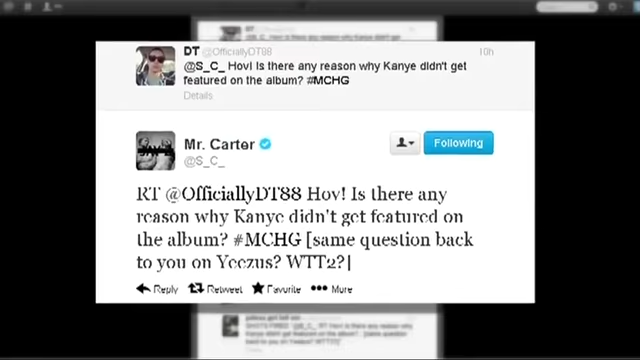 DT @OfficiallyDT88 10h
@S_C_ Hov! Is there any reason why Kanye didn't get
featured on the album? #MCHG
Details
Mr. Carter
@S_C_
Following
RT @OfficiallyDT88 Hov! Is there any
reason why Kanye didn't get featured on
the album? #MCHG [same question back
to you on Yeezus? WTT2?]
Reply Retweet Favorite More